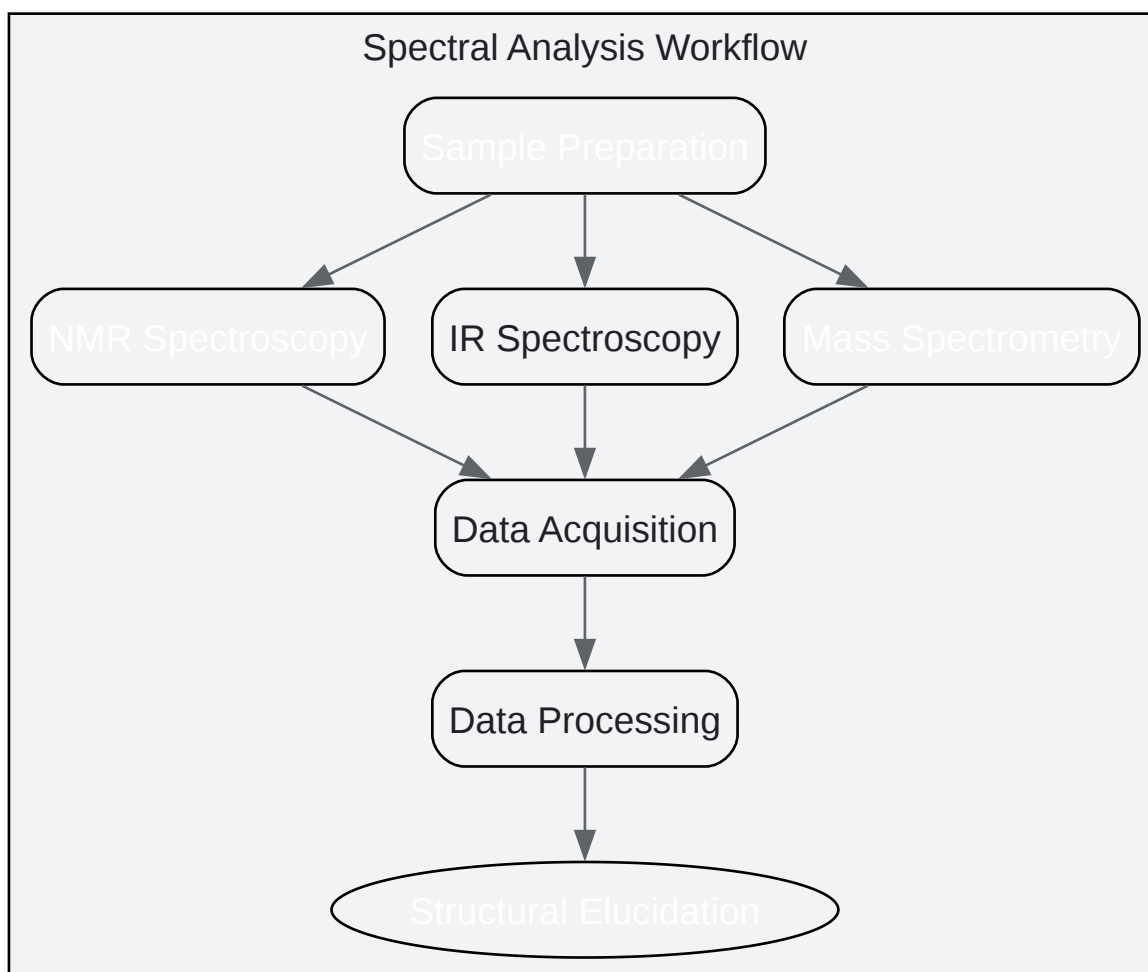 Spectral Analysis Workflow
Sample Preparation
NMR Spectroscopy
IR Spectroscopy
Mass Spectrometry
Data Acquisition
Data Processing
Structural Elucidation